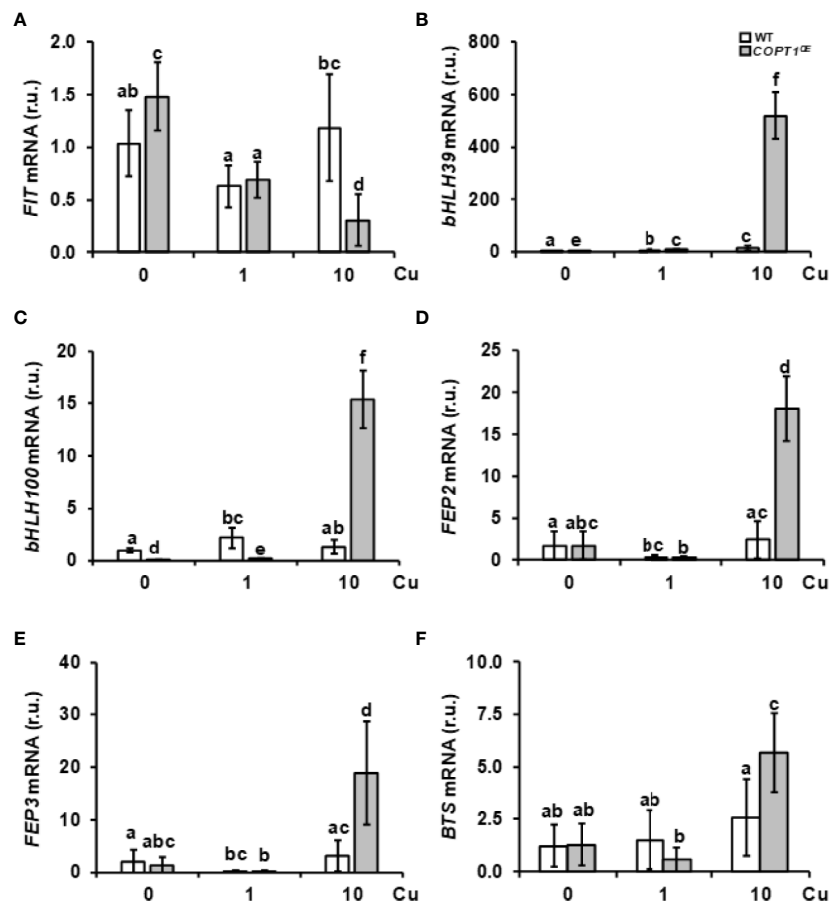 A
FIT mRNA (r.u.)
2.0
1.5
1.0
0.5
0.0
ab
c
a
a
bc
d
0
1
10
Cu
B
bHLH39 mRNA (r.u.)
WT
COPT1OE
800
600
400
200
0
a
e
b
c
c
f
0
1
10
Cu
C
bHLH100 mRNA (r.u.)
20
15
10
5
0
a
d
bc
e
ab
f
0
1
10
Cu
D
FEP2 mRNA (r.u.)
25
20
15
10
5
0
a
abc
bc
b
ac
d
0
1
10
Cu
E
FEP3 mRNA (r.u.)
40
30
20
10
0
a
abc
bc
b
ac
d
0
1
10
Cu
F
BTS mRNA (r.u.)
10.0
7.5
5.0
2.5
0.0
ab
ab
ab
b
a
c
0
1
10
Cu